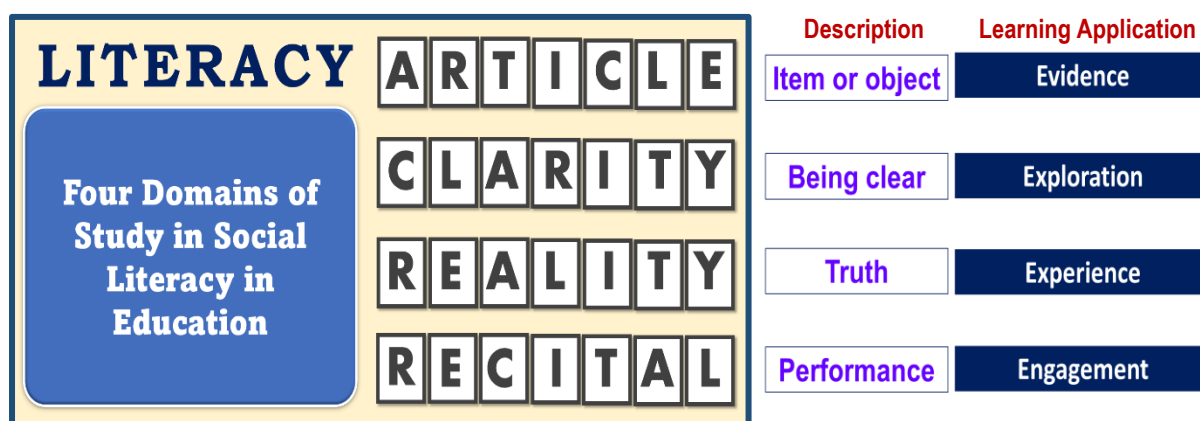 LITERACY
Four Domains of
Study in Social
Literacy in
Education
ARTICLE
CLARITY
REALITY
RECITAL
Description Learning Application
Item or object Evidence
Being clear Exploration
Truth Experience
Performance Engagement